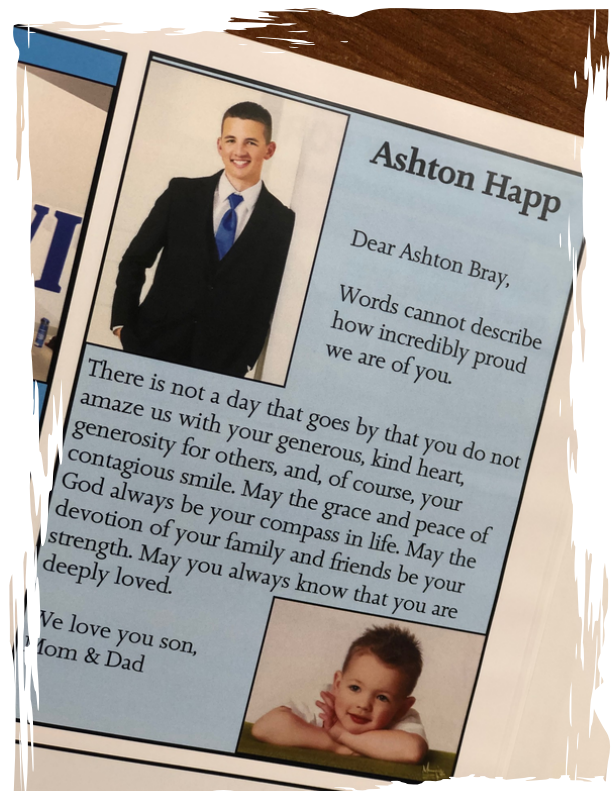 Ashton Happ
Dear Ashton Bray,
Words cannot describe
how incredibly proud
we are of you.
There is not a day that goes by that you do not
amaze us with your generous, kind heart,
generosity for others, and, of course, your
contagious smile. May the grace and peace of
God always be your compass in life. May the
devotion of your family and friends be your
strength. May you always know that you are
deeply loved.
We love you son,
Mom & Dad